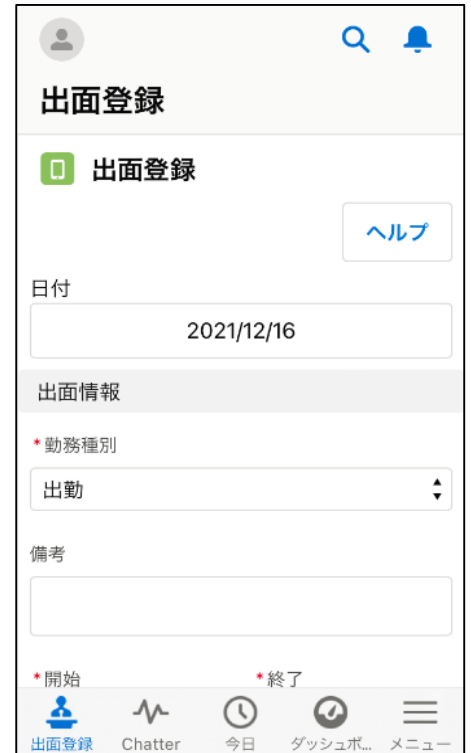 出面登録
出面登録
ヘルプ
日付
2021/12/16
出面情報
*勤務種別
出勤
備考
*開始 *終了
出面登録 Chatter 今日 ダッシュボ... メニュー